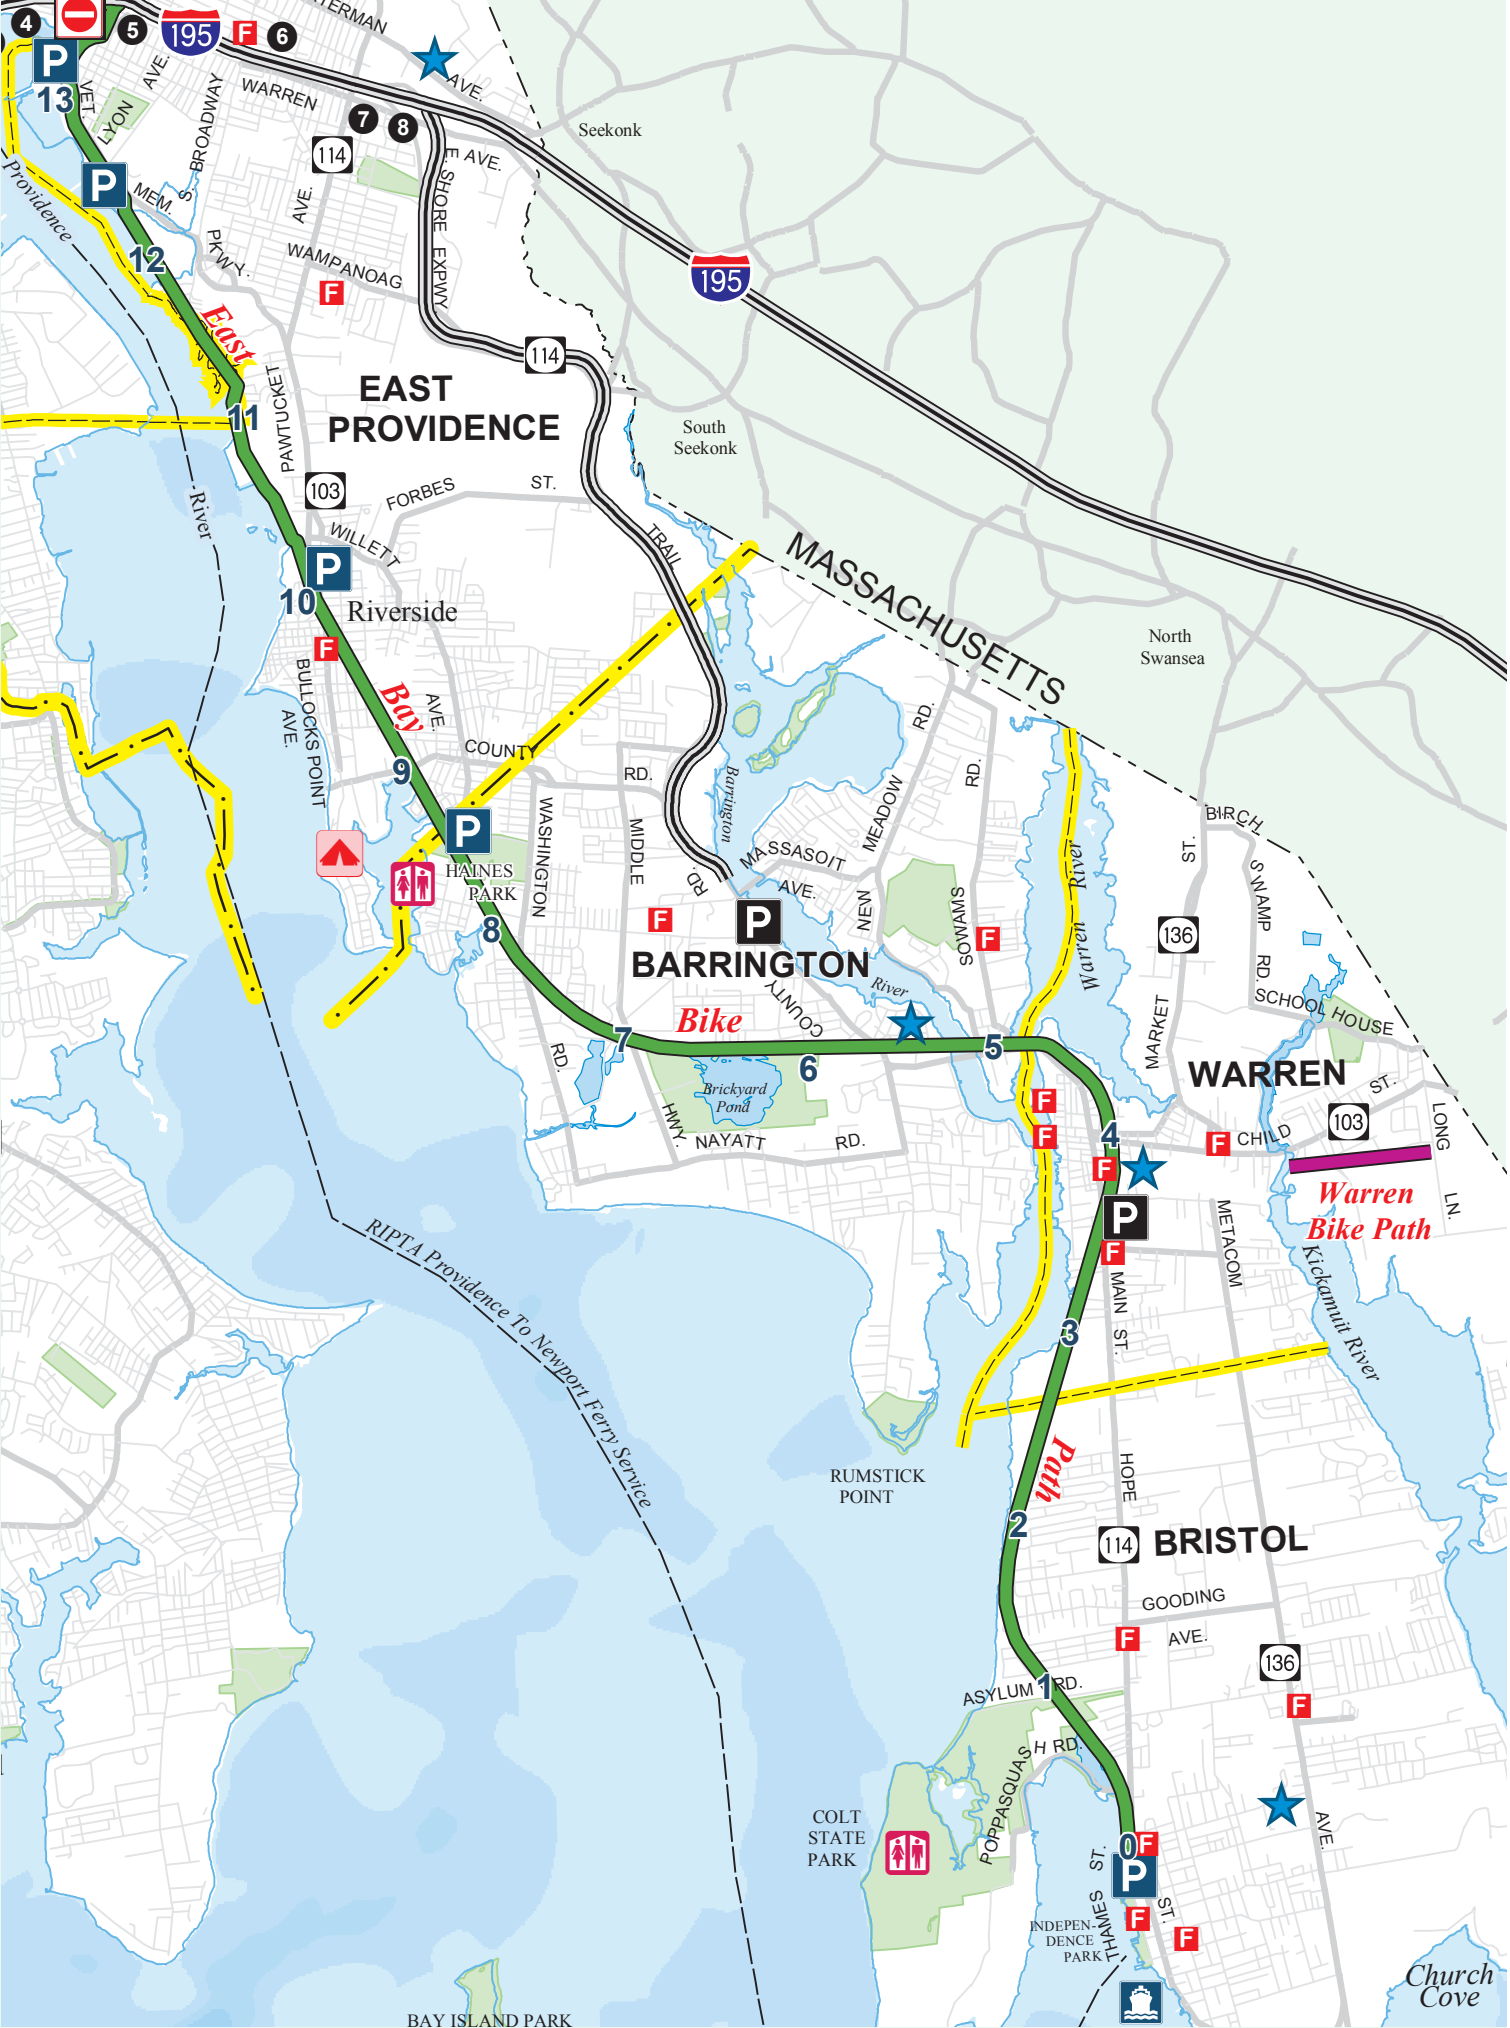 4
5
195
F
6
TERMAN
AVE.
P
13
VET.
LYON
AVE.
S. BROADWAY
WARREN
7
8
114
AVE.
E. SHORE EXPWY
AVE.
Seekonk
P
MEM.
PKWY.
Providence
River
12
WAMPANOAG
F
195
East
114
11
PAWTUCKET
EAST
PROVIDENCE
South
Seekonk
103
FORBES
ST.
WILLETT
TRAIL
MASSACHUSETTS
P
10
Riverside
F
North
Swansea
BULLOCKS POINT
AVE.
Bay
AVE.
COUNTY
RD.
9
P
HAINES
PARK
WASHINGTON
RD.
MIDDLE
HWY.
RD.
Barrington
River
MASSASOIT
AVE.
MEADOW
RD.
NEW
RD.
SOWAMS
Warren
River
BIRCH
SWAMP
RD.
ST.
MARKET
136
8
F
P
F
BARRINGTON
COUNTY
SCHOOL HOUSE
7
Bike
6
5
Brickyard
Pond
NAYATT
RD.
WARREN
ST.
103
LONG
LN.
F
F
4
F
F
CHILD
P
F
Warren
Bike Path
METACOM
Kickamuit River
MAIN
ST.
3
RIPTA Providence To Newport Ferry Service
RUMSTICK
POINT
Path
HOPE
2
114
BRISTOL
GOODING
AVE.
F
136
F
ASYLUM
RD.
1
POPPASQUASH RD.
COLT
STATE
PARK
AVE.
0
F
P
THAMES
ST.
ST.
F
F
INDEPEN-
DENCE
PARK
Church
Cove
BAY ISLAND PARK